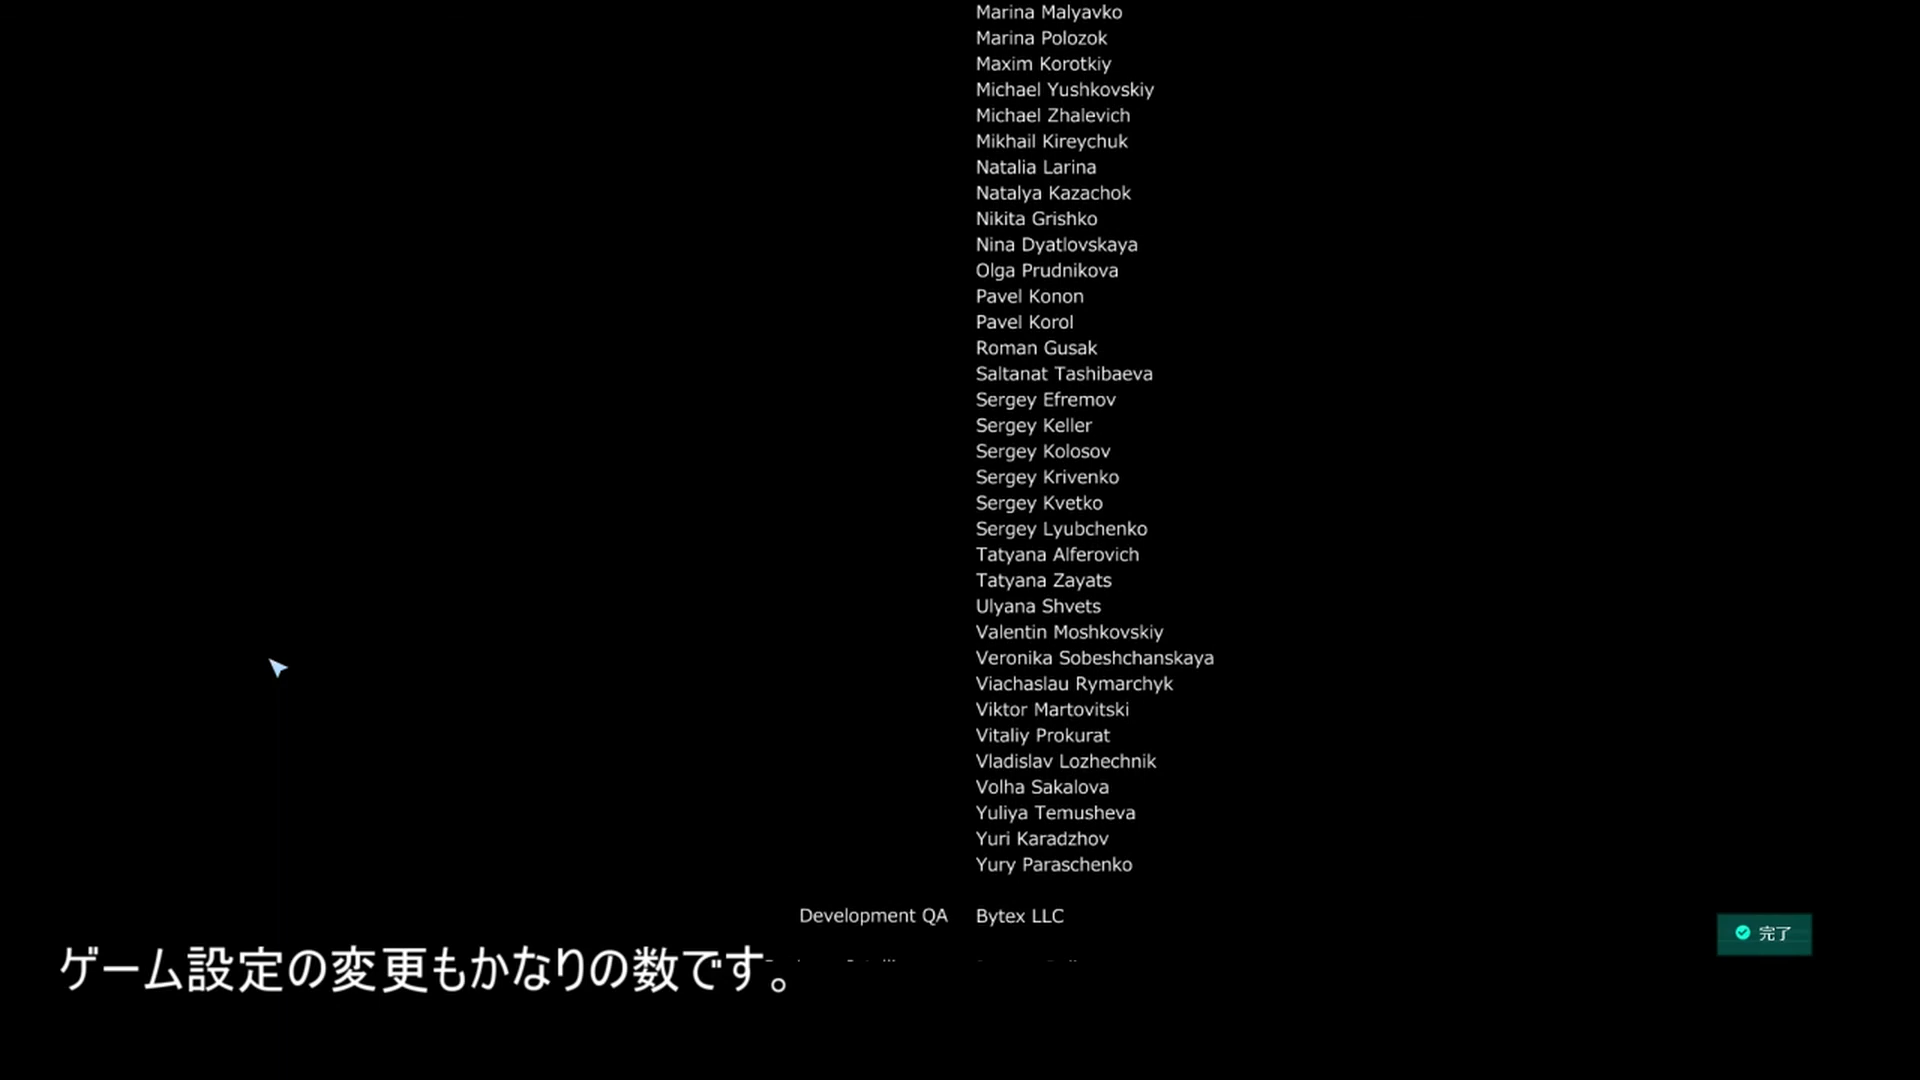 Marina Malyavko
Marina Polozok
Maxim Korotkiy
Michael Yushkovskiy
Michael Zhalevich
Mikhail Kireychuk
Natalia Larina
Natalya Kazachok
Nikita Grishko
Nina Dyatlovskaya
Olga Prudnikova
Pavel Konon
Pavel Korol
Roman Gusak
Saltanat Tashibaeva
Sergey Efremov
Sergey Keller
Sergey Kolosov
Sergey Krivenko
Sergey Kvetko
Sergey Lyubchenko
Tatyana Alferovich
Tatyana Zayats
Ulyana Shvets
Valentin Moshkovskiy
Veronika Sobeshchanskaya
Viachaslau Rymarchyk
Viktor Martovitski
Vitaliy Prokurat
Vladislav Lozhechnik
Volha Sakalova
Yuliya Temusheva
Yuri Karadzhov
Yury Paraschenko
Development QA Bytex LLC
完了
ゲーム設定の変更もかなりの数です。